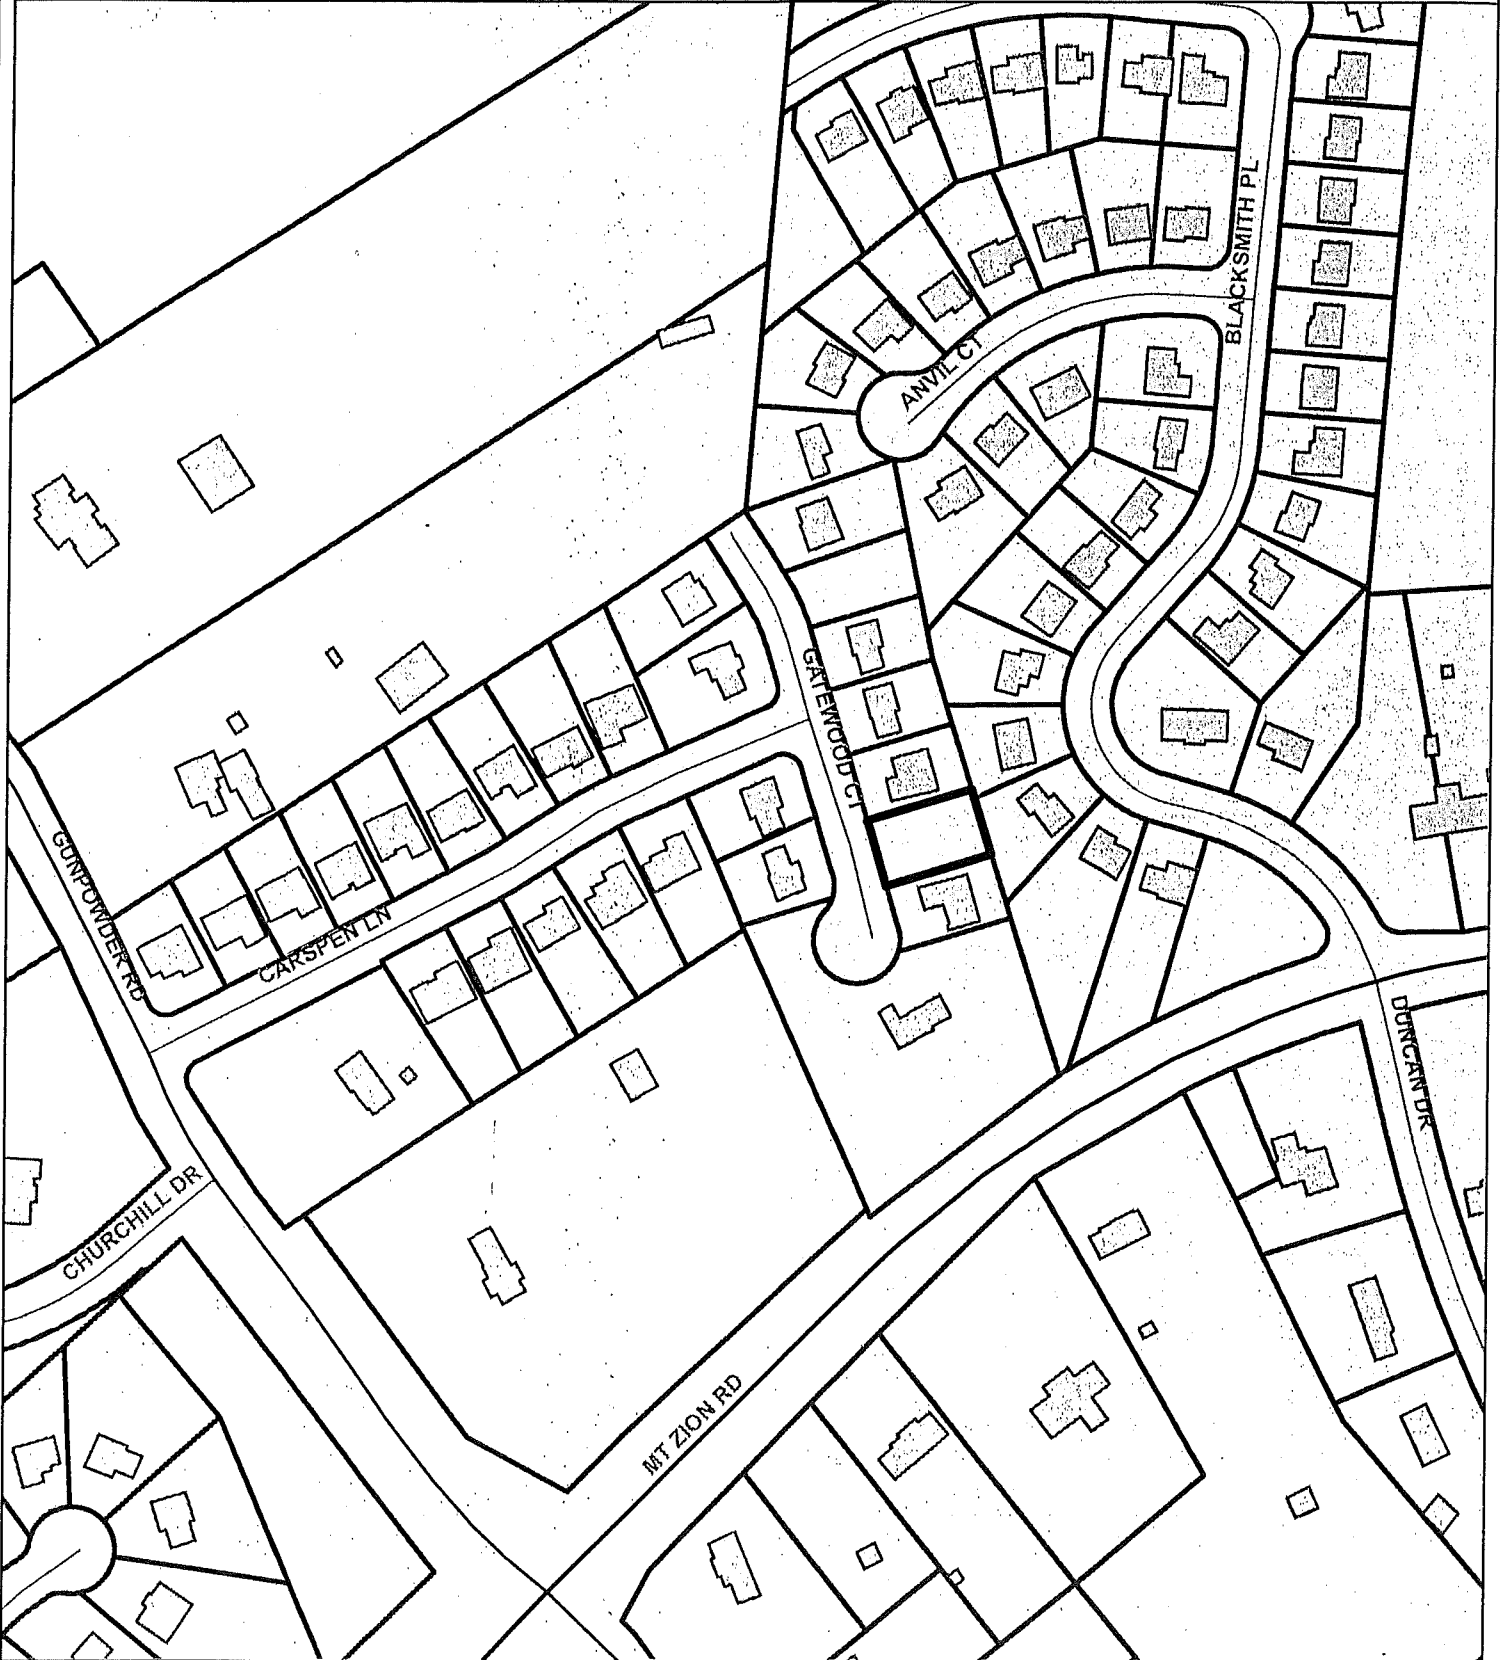 BLACKSMITH PL
ANVIL CT
GATEWOOD CT
GUNPOWDER RD
CARSPEN LN
DUNCAN DR
CHURCHILL DR
MT ZION RD